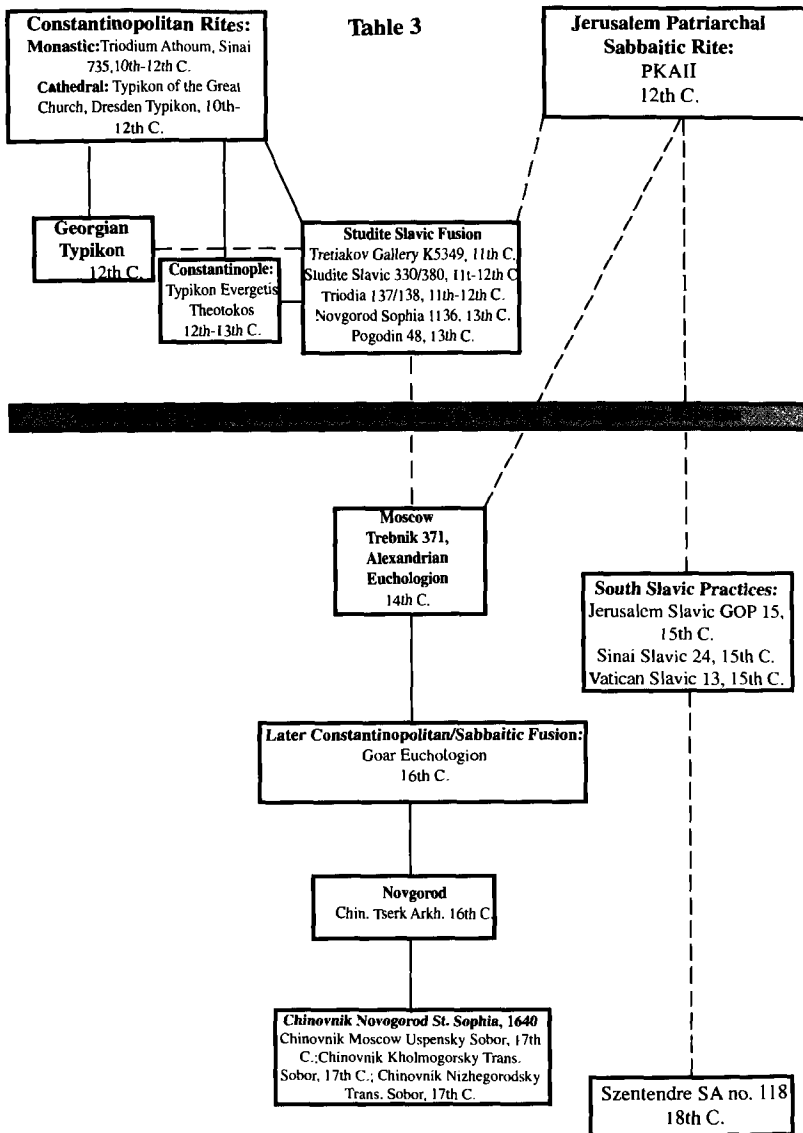 Table 3
Constantinopolitan Rites:
Monastic:Triodium Athoum, Sinai
735,10th-12th C.
Cathedral: Typikon of the Great
Church, Dresden Typikon, 10th-
12th C.
Jerusalem Patriarchal
Sabbaitic Rite:
PKAII
12th C.
Georgian
Typikon
12th C.
Constantinople:
Typikon Evergetis
Theotokos
12th-13th C.
Studite Slavic Fusion
Tretiakov Gallery K5349, 11th C.
Studite Slavic 330/380, 11t-12th C
Triodia 137/138, 11th-12th C.
Novgorod Sophia 1136, 13th C.
Pogodin 48, 13th C.
Moscow
Trebnik 371,
Alexandrian
Euchologion
14th C.
South Slavic Practices:
Jerusalem Slavic GOP 15,
15th C.
Sinai Slavic 24, 15th C.
Vatican Slavic 13, 15th C.
Later Constantinopolitan/Sabbaitic Fusion:
Goar Euchologion
16th C.
Novgorod
Chin. Tserk Arkh. 16th C.
Chinovnik Novogorod St. Sophia, 1640
Chinovnik Moscow Uspensky Sobor, 17th
C.;Chinovnik Kholmogorsky Trans.
Sobor, 17th C.; Chinovnik Nizhegorodsky
Trans. Sobor, 17th C.
Szentendre SA no. 118
18th C.